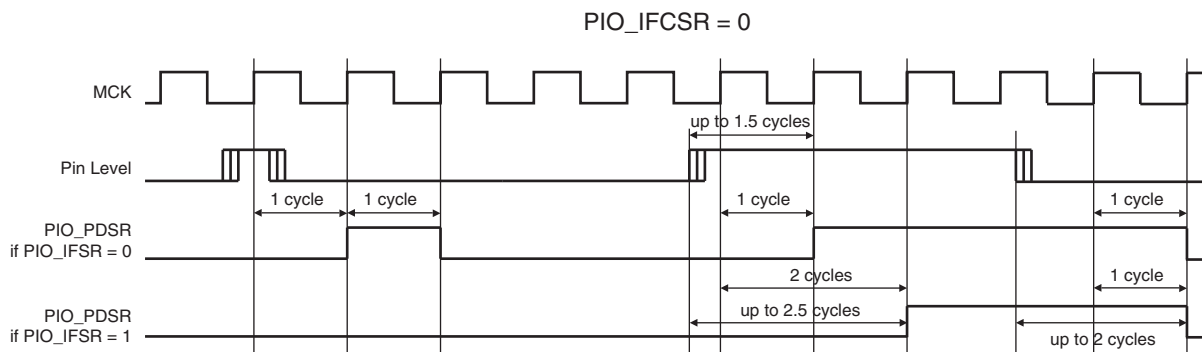 PIO_IFCSR = 0
MCK
up to 1.5 cycles
Pin Level
1 cycle
1 cycle
1 cycle
1 cycle
PIO_PDSR
if PIO_IFSR = 0
2 cycles
1 cycle
PIO_PDSR
if PIO_IFSR = 1
up to 2.5 cycles
up to 2 cycles